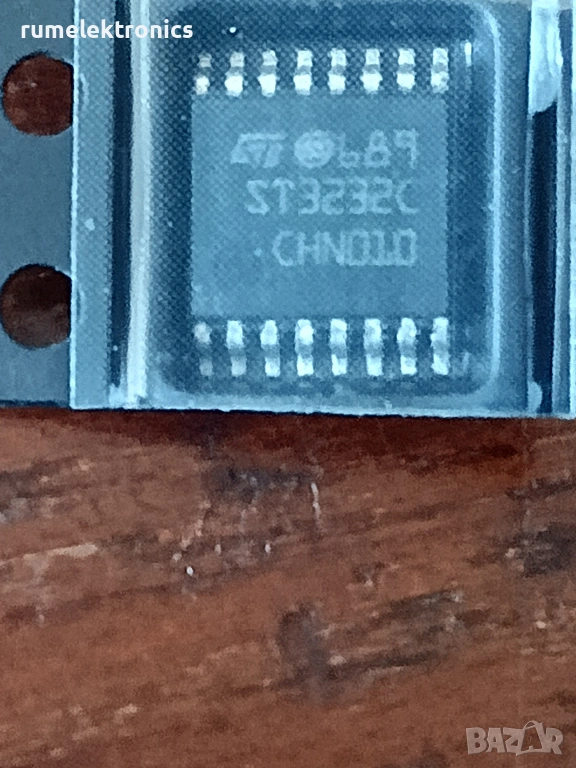 rumelektronics
ST 689
ST3232C
CHN010
BAZAR